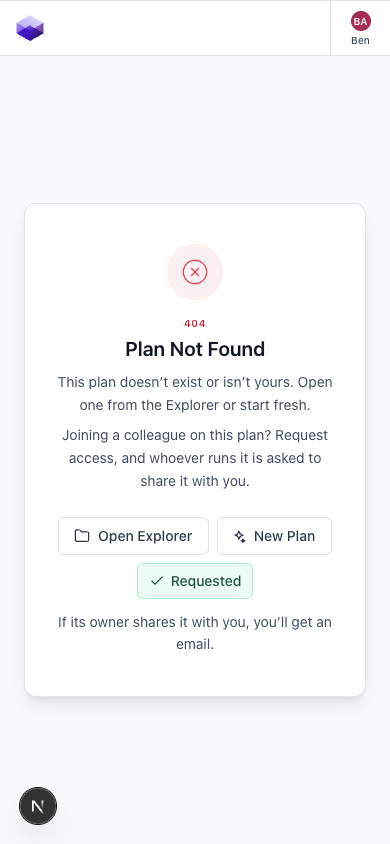 BA
Ben
404
Plan Not Found
This plan doesn’t exist or isn’t yours. Open
one from the Explorer or start fresh.
Joining a colleague on this plan? Request
access, and whoever runs it is asked to
share it with you.
Open Explorer
New Plan
Requested
If its owner shares it with you, you’ll get an
email.
N